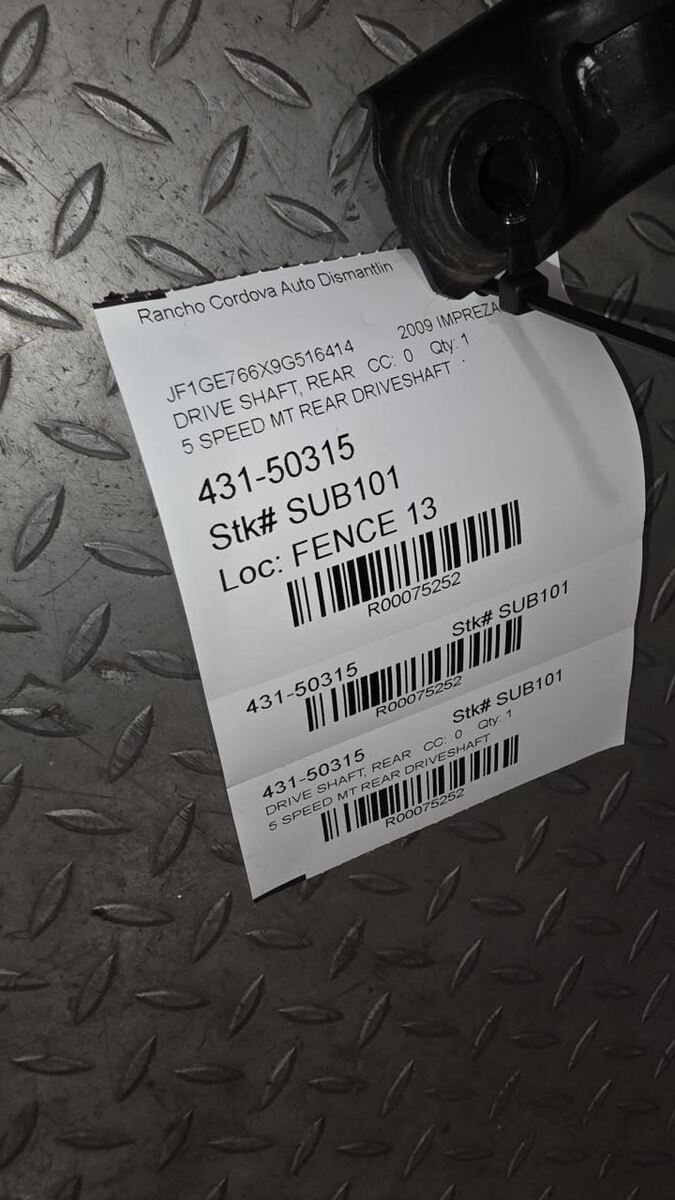 Rancho Cordova Auto Dismantlin
JF1GE766X9G516414 2009 IMPREZA
DRIVE SHAFT, REAR CC: 0 Qty: 1
5 SPEED MT REAR DRIVESHAFT
431-50315
Stk# SUB101
Loc: FENCE 13
R00075252
431-50315 Stk# SUB101
R00075252
431-50315 Stk# SUB101
DRIVE SHAFT, REAR CC: 0 Qty: 1
5 SPEED MT REAR DRIVESHAFT
R00075252